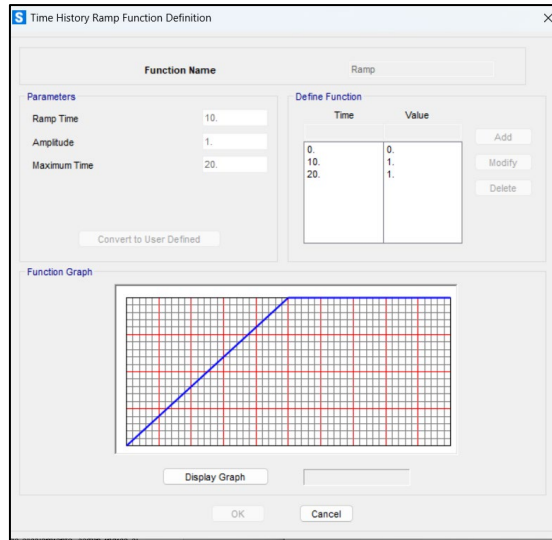 S Time History Ramp Function Definition X
Function Name Ramp
Parameters
Ramp Time 10.
Amplitude 1.
Maximum Time 20.
Convert to User Defined
Define Function
Time Value
0. 0.
10. 1.
20. 1.
Add
Modify
Delete
Function Graph
Display Graph
OK Cancel